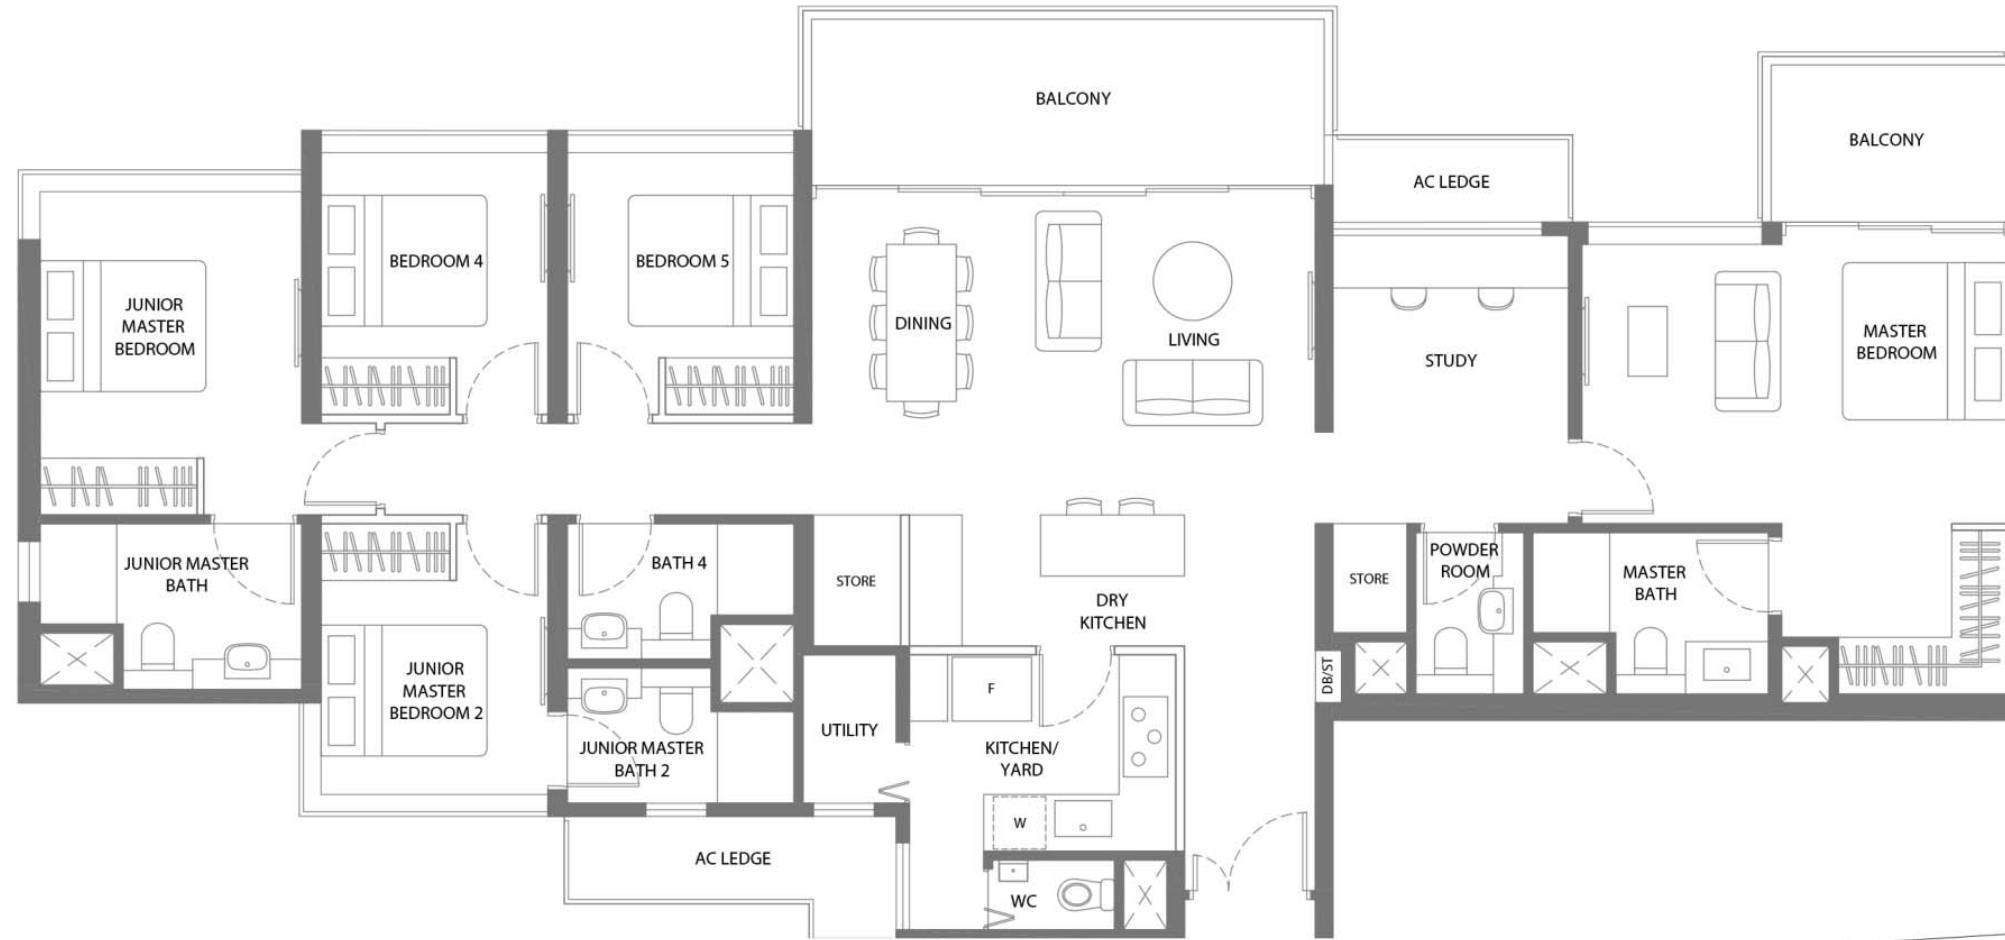 BALCONY
BALCONY
AC LEDGE
BEDROOM 4
BEDROOM 5
JUNIOR
MASTER
BEDROOM
DINING
LIVING
STUDY
MASTER
BEDROOM
JUNIOR MASTER
BATH
BATH 4
STORE
DRY
KITCHEN
STORE
POWDER
ROOM
MASTER
BATH
JUNIOR
MASTER
BEDROOM 2
JUNIOR MASTER
BATH 2
UTILITY
F
KITCHEN/
YARD
DB/ST
W
AC LEDGE
WC